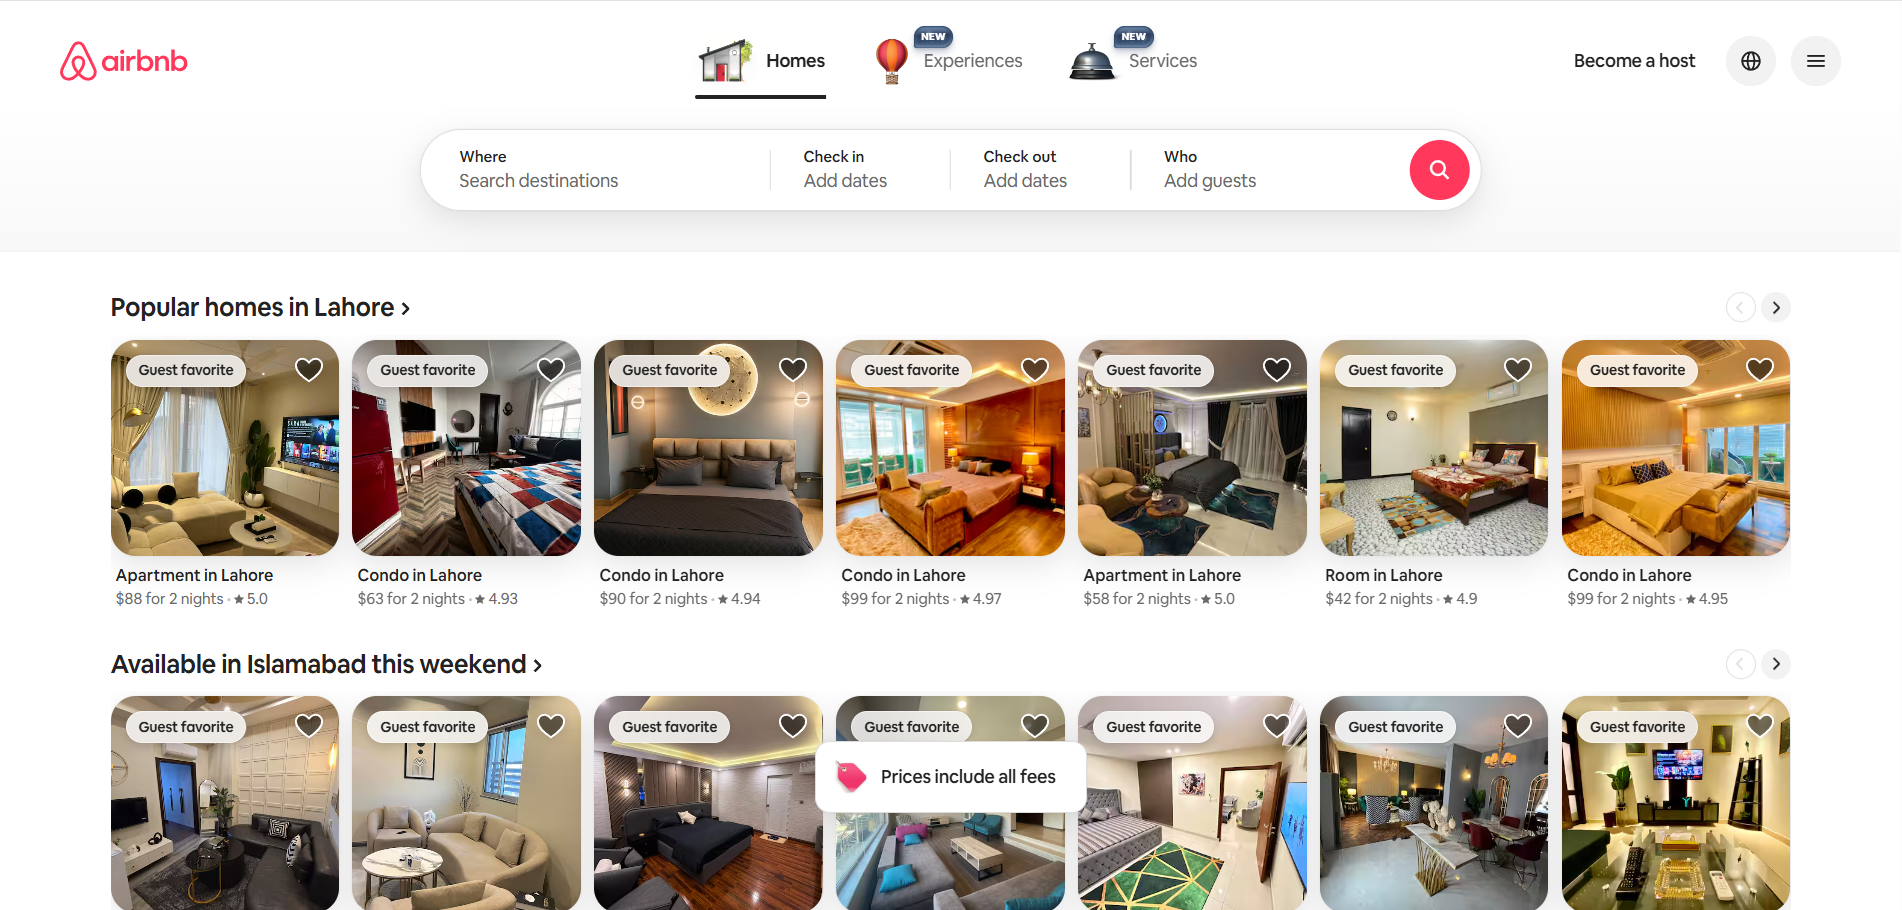 airbnb
Homes
NEW
Experiences
NEW
Services
Become a host
Where
Search destinations
Check in
Add dates
Check out
Add dates
Who
Add guests
Popular homes in Lahore
Guest favorite
Guest favorite
Guest favorite
Guest favorite
Guest favorite
Guest favorite
Guest favorite
Apartment in Lahore
$88 for 2 nights · ★ 5.0
Condo in Lahore
$63 for 2 nights · ★ 4.93
Condo in Lahore
$90 for 2 nights · ★ 4.94
Condo in Lahore
$99 for 2 nights · ★ 4.97
Apartment in Lahore
$58 for 2 nights · ★ 5.0
Room in Lahore
$42 for 2 nights · ★ 4.9
Condo in Lahore
$99 for 2 nights · ★ 4.95
Available in Islamabad this weekend
Guest favorite
Guest favorite
Guest favorite
Guest favorite
Guest favorite
Guest favorite
Guest favorite
Prices include all fees